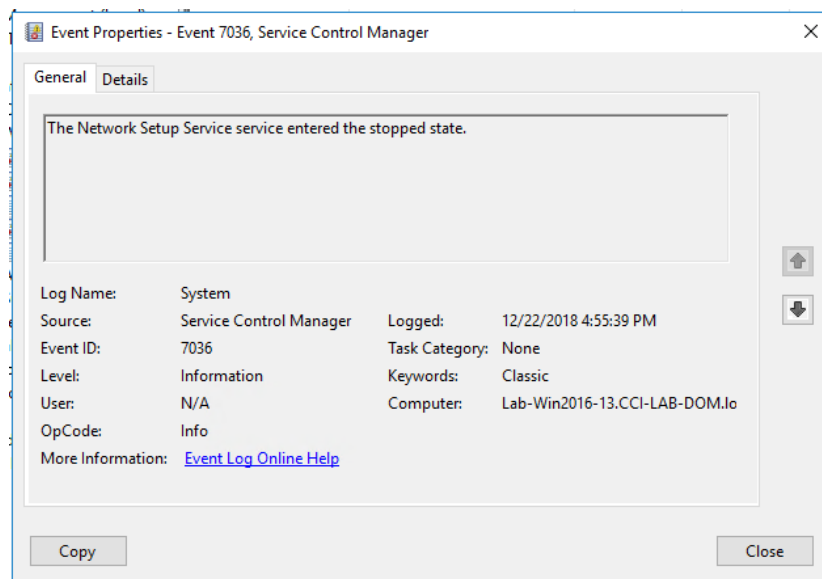 Event Properties - Event 7036, Service Control Manager
General Details
The Network Setup Service service entered the stopped state.
Log Name: System
Source: Service Control Manager Logged: 12/22/2018 4:55:39 PM
Event ID: 7036 Task Category: None
Level: Information Keywords: Classic
User: N/A Computer: Lab-Win2016-13.CCI-LAB-DOM.lo
OpCode: Info
More Information: Event Log Online Help
Copy Close